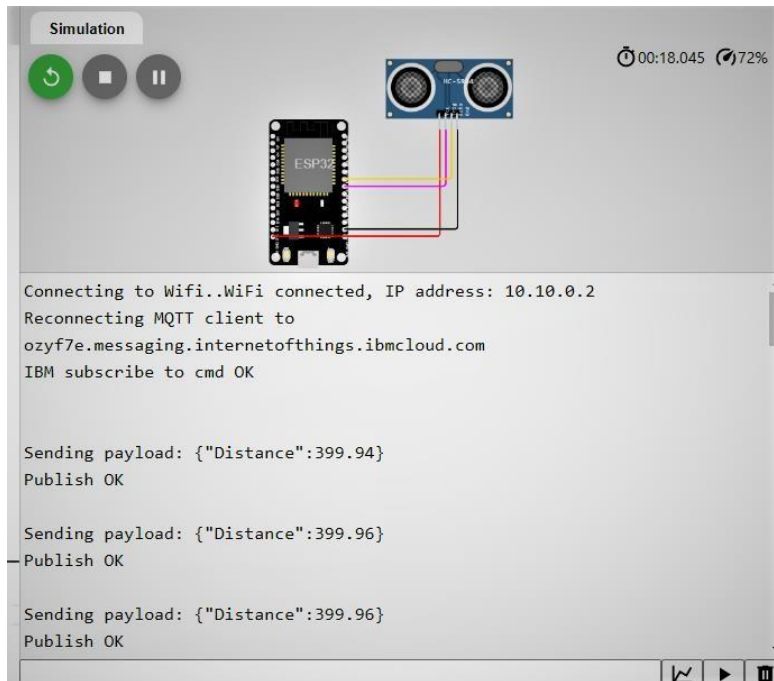 Simulation
00:18.045 72%
ESP32
Connecting to Wifi..WiFi connected, IP address: 10.10.0.2
Reconnecting MQTT client to
ozyf7e.messaging.internetofthings.ibmcloud.com
IBM subscribe to cmd OK
Sending payload: {"Distance":399.94}
Publish OK
Sending payload: {"Distance":399.96}
Publish OK
Sending payload: {"Distance":399.96}
Publish OK